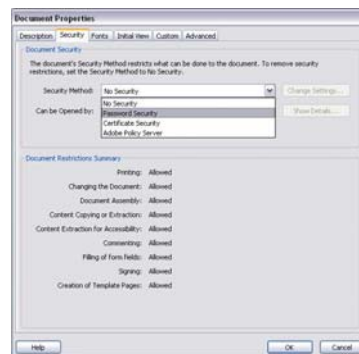 Document Properties
Description Security Fonts Initial View Custom Advanced
Document Security
The document's Security Method restricts what can be done to the document. To remove security
restrictions, set the Security Method to No Security.
Security Method: No Security Change Settings...
No Security
Can be Opened by: Password Security Show Details...
Certificate Security
Adobe Policy Server
Document Restrictions Summary
Printing: Allowed
Changing the Document: Allowed
Document Assembly: Allowed
Content Copying or Extraction: Allowed
Content Extraction for Accessibility: Allowed
Commenting: Allowed
Filling of form fields: Allowed
Signing: Allowed
Creation of Template Pages: Allowed
Help OK Cancel